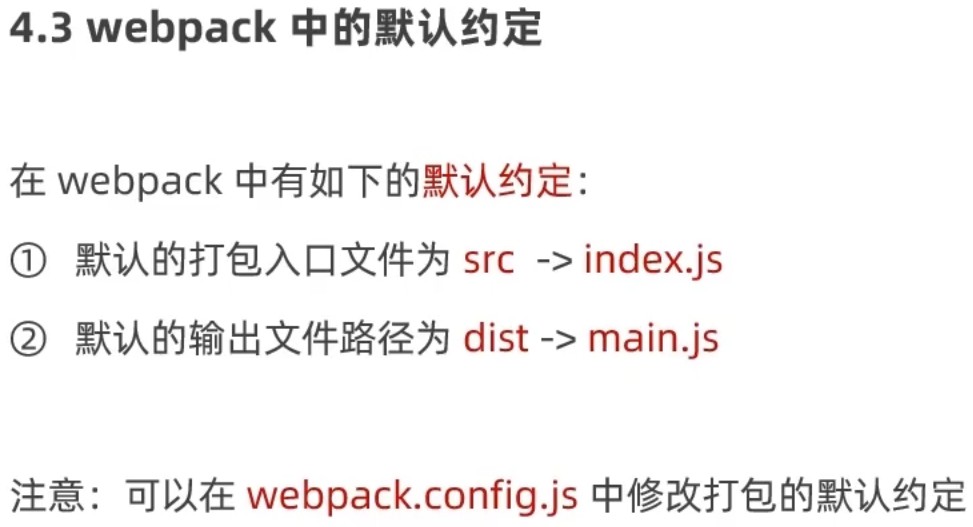 4.3 webpack 中的默认约定
在 webpack 中有如下的默认约定：
① 默认的打包入口文件为 src -> index.js
② 默认的输出文件路径为 dist -> main.js
注意：可以在 webpack.config.js 中修改打包的默认约定